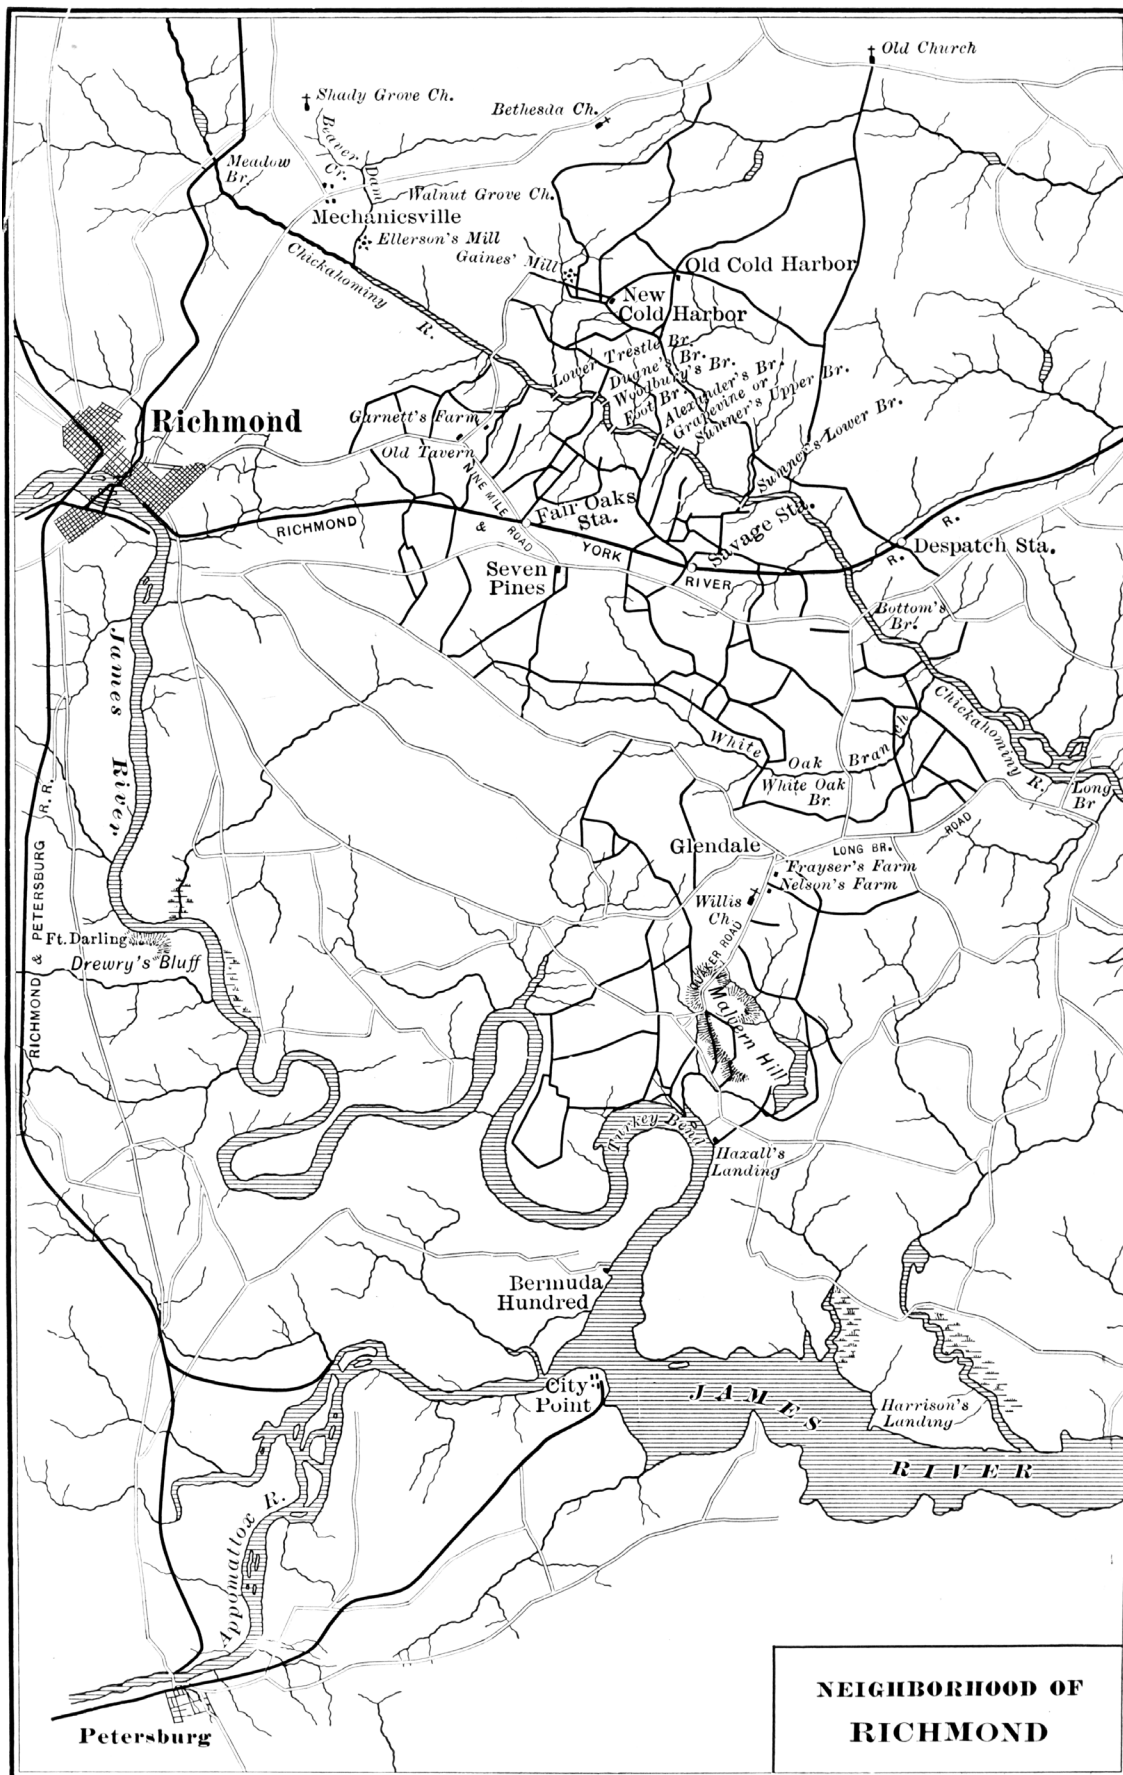 Old Church
Shady Grove Ch.
Bethesda Ch.
Beaver
Dam
Cr.
Meadow
Br.
Walnut Grove Ch.
Mechanicsville
Ellerson's Mill
Gaines' Mill
Chickahominy
R.
Old Cold Harbor
New
Cold Harbor
Lower Trestle Br.
Duane's Br.
Woodbury's Br.
Foot Br.
Alexander's Br.
Grapevine or
Sumner's Upper Br.
Sumner's Lower Br.
Richmond
Garnett's Farm
Old Tavern
NINE MILE ROAD
Fair Oaks
Sta.
Savage Sta.
RICHMOND
&
YORK
RIVER
R.
R.
Despatch Sta.
Seven
Pines
Bottom's
Br.
James
River
Chickahominy R.
White
Oak
Branch
White Oak
Br.
Long
Br
Glendale
LONG BR.
ROAD
Frayser's Farm
Nelson's Farm
Willis
Ch.
QUAKER ROAD
RICHMOND & PETERSBURG R. R.
Ft. Darling
Drewry's Bluff
Malvern Hill
Turkey Bend
Haxall's
Landing
Bermuda
Hundred
City
Point
JAMES
RIVER
Harrison's
Landing
Appomattox R.
Petersburg
NEIGHBORHOOD OF
RICHMOND